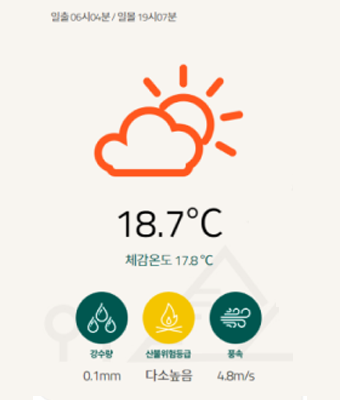 일출 06시04분 / 일몰 19시07분
18.7℃
체감온도 17.8℃
강수량 산불위험등급 풍속
0.1mm 다소높음 4.8m/s